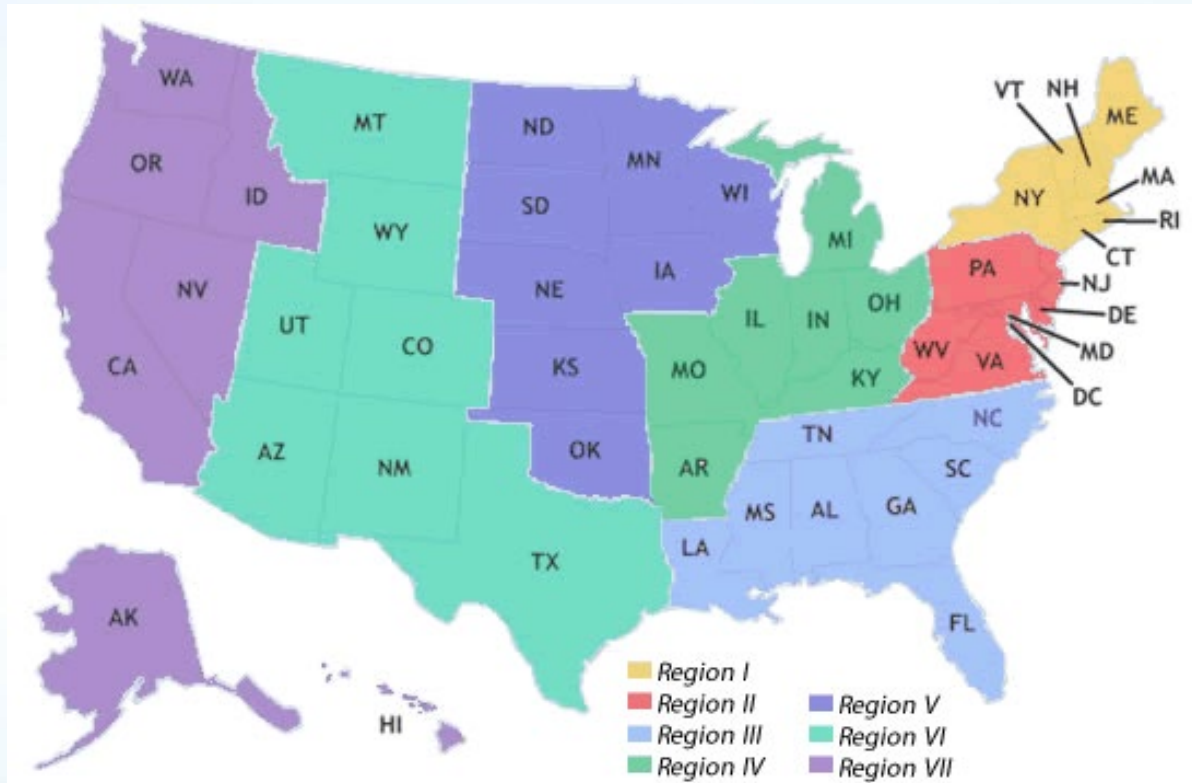 WA
MT
ND
MN
VT NH
ME
OR
ID
SD
WI
NY
MA
RI
WY
MI
CT
NV
NE
IA
PA
NJ
UT
CO
IL
IN
OH
DE
CA
KS
MO
KY
WV
VA
MD
DC
AZ
NM
OK
AR
TN
NC
SC
MS
AL
GA
TX
LA
FL
AK
HI
Region I
Region II
Region III
Region IV
Region V
Region VI
Region VII